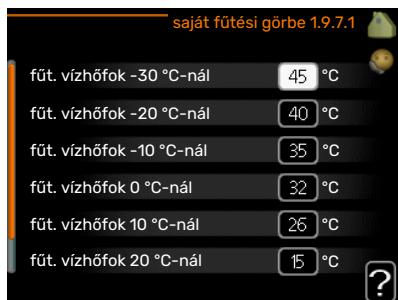 saját fűtési görbe 1.9.7.1
fűt. vízhőfok -30 °C-nál 45 °C
fűt. vízhőfok -20 °C-nál 40 °C
fűt. vízhőfok -10 °C-nál 35 °C
fűt. vízhőfok 0 °C-nál 32 °C
fűt. vízhőfok 10 °C-nál 26 °C
fűt. vízhőfok 20 °C-nál 15 °C
?